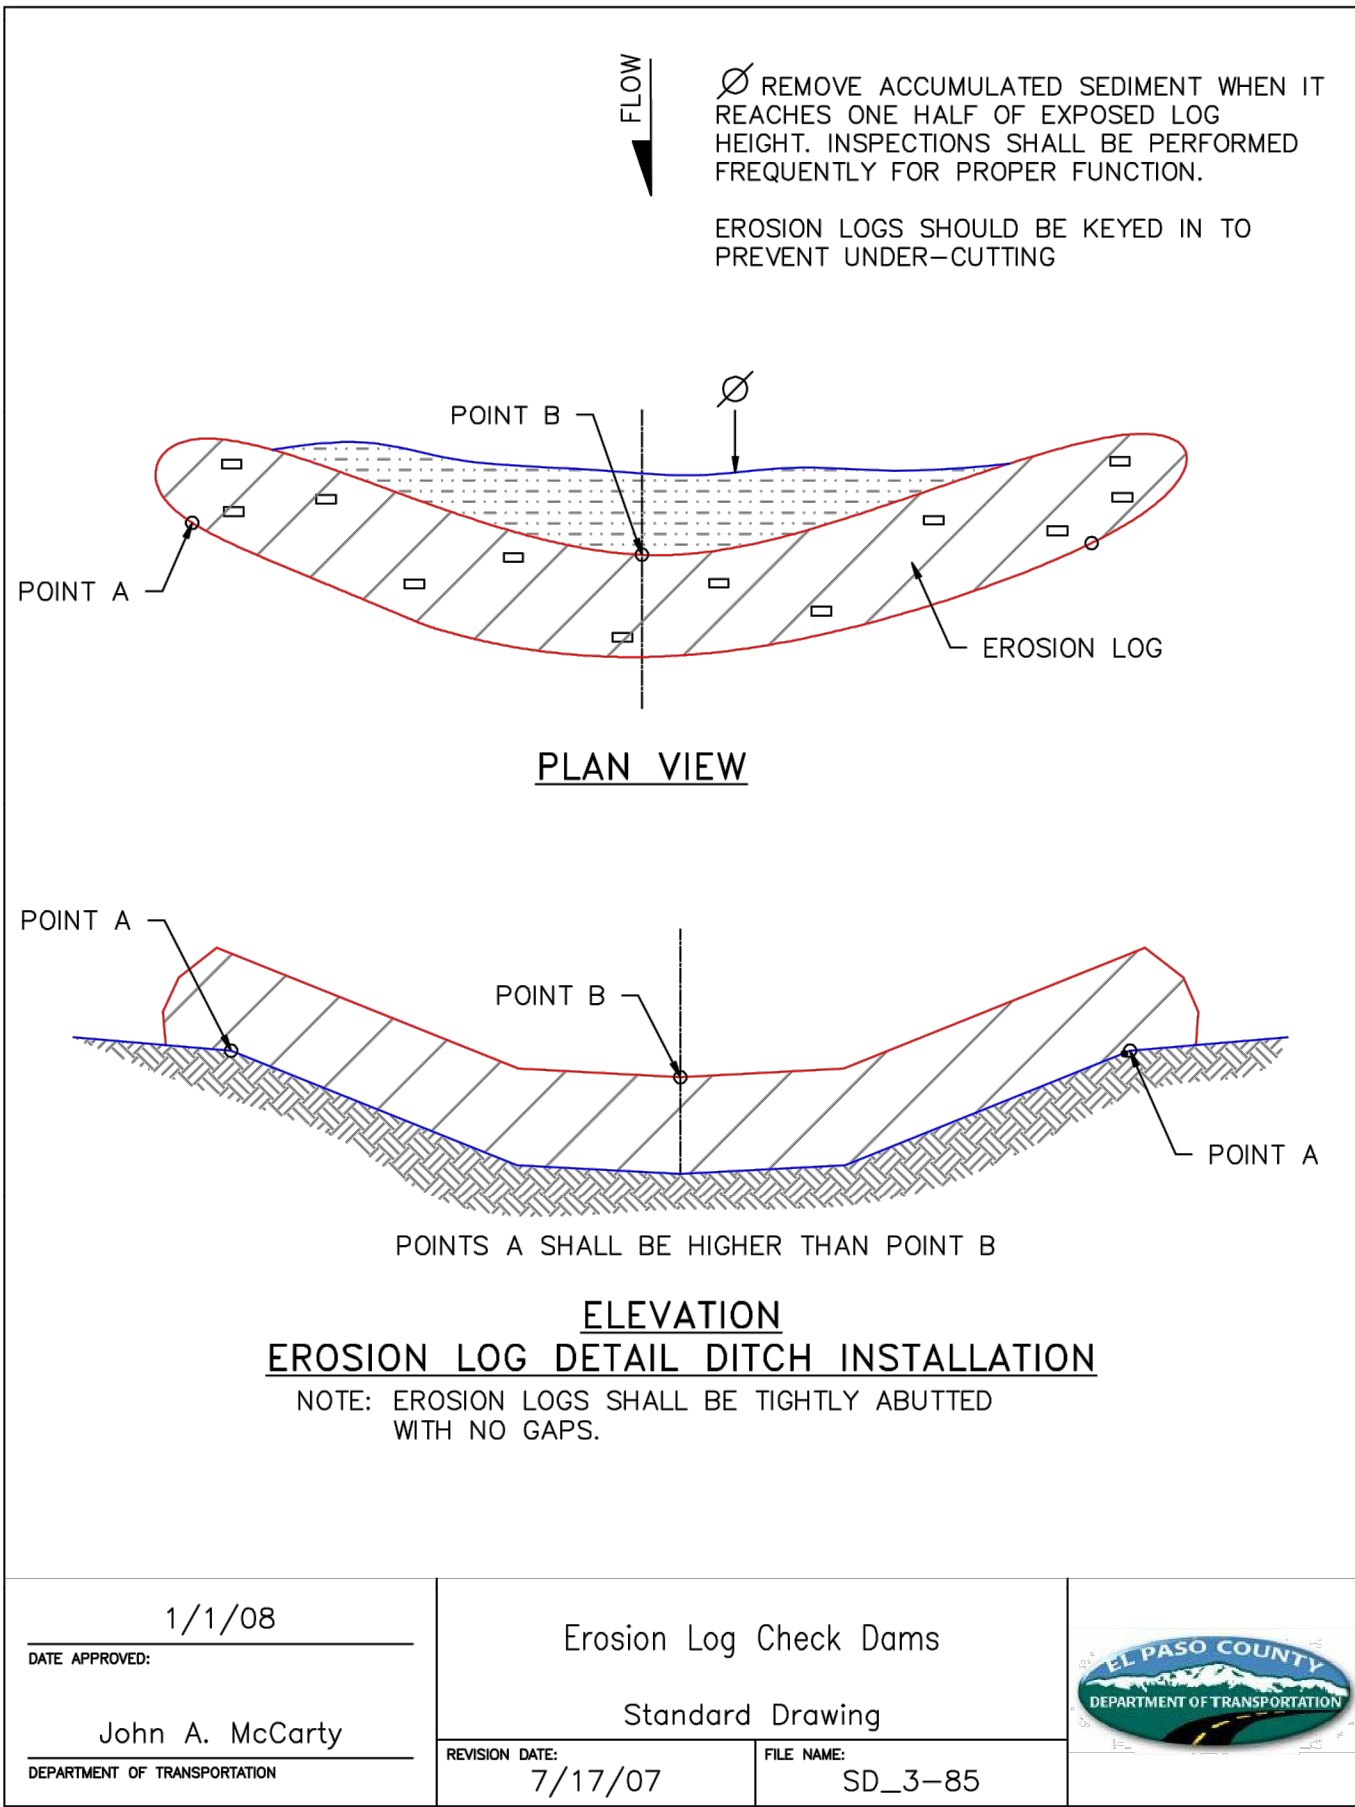 FLOW
Ø REMOVE ACCUMULATED SEDIMENT WHEN IT
REACHES ONE HALF OF EXPOSED LOG
HEIGHT. INSPECTIONS SHALL BE PERFORMED
FREQUENTLY FOR PROPER FUNCTION.
EROSION LOGS SHOULD BE KEYED IN TO
PREVENT UNDER-CUTTING
Ø
POINT B
POINT A
EROSION LOG
PLAN VIEW
POINT A
POINT B
POINT A
POINTS A SHALL BE HIGHER THAN POINT B
ELEVATION
EROSION LOG DETAIL DITCH INSTALLATION
NOTE: EROSION LOGS SHALL BE TIGHTLY ABUTTED
WITH NO GAPS.
1/1/08
DATE APPROVED:
John A. McCarty
DEPARTMENT OF TRANSPORTATION
Erosion Log Check Dams
Standard Drawing
REVISION DATE:
7/17/07
FILE NAME:
SD_3-85
EL PASO COUNTY
DEPARTMENT OF TRANSPORTATION